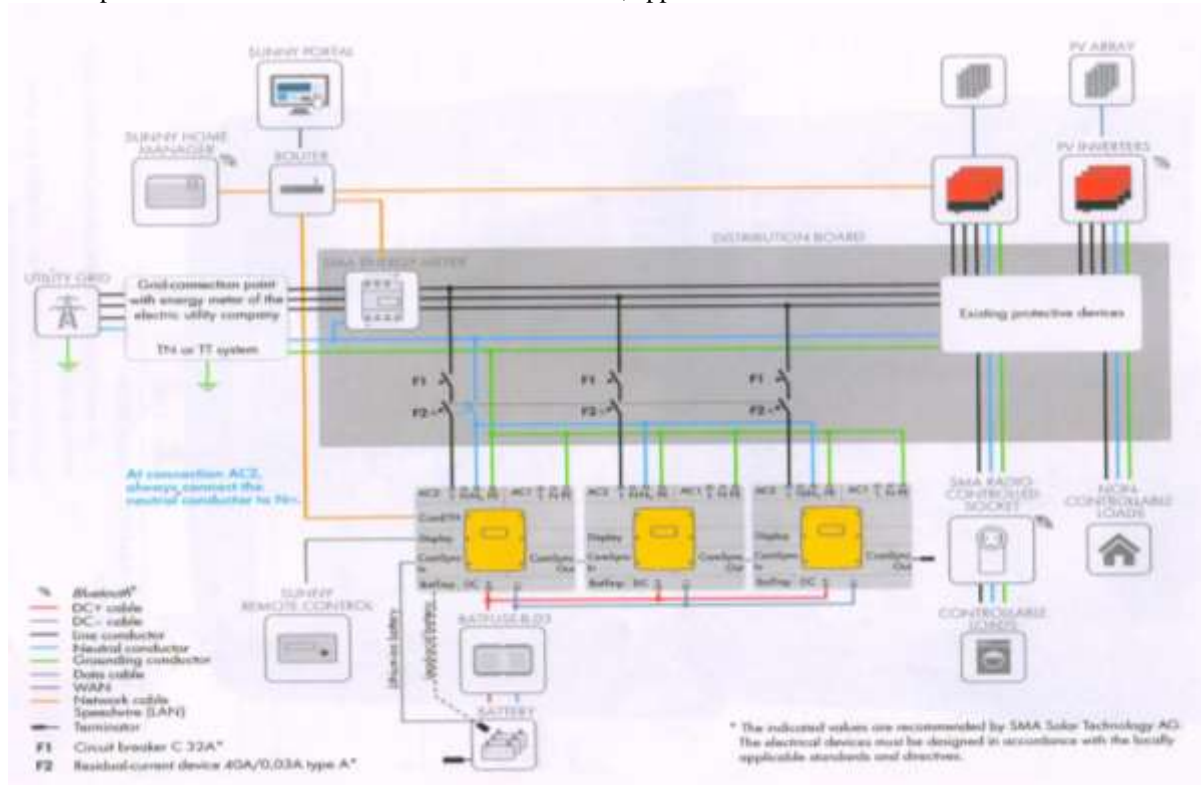 SUNNY PORTAL
PV ARRAY
SUNNY HOME
MANAGER
ROUTER
PV INVERTERS
DISTRIBUTION BOARD
SMA ENERGY METER
UTILITY GRID
Grid-connection point
with energy meter of the
electric utility company
TN or TT system
Existing protective devices
F1
F1
F1
F2
F2
F2
At connection AC2,
always connect the
neutral conductor to
AC2
AC1
AC2
AC1
AC2
AC1
ComETH
Display
Display
Display
ComSync
In
ComSync
Out
ComSync
In
ComSync
Out
ComSync
In
ComSync
Out
BatTmp DC
BatTmp DC
BatTmp DC
SMA RADIO
CONTROLLED
SOCKET
NON-
CONTROLLABLE
LOADS
SUNNY
REMOTE CONTROL
BATFUSE-B.03
CONTROLLABLE
LOADS
BATTERY
Bluetooth®
DC+ cable
DC− cable
Line conductor
Neutral conductor
Grounding conductor
Data cable
WAN
Network cable
Speedwire (LAN)
Terminator
F1 Circuit breaker C 32A*
F2 Residual-current device 40A/0,03A type A*
* The indicated values are recommended by SMA Solar Technology AG.
The electrical devices must be designed in accordance with the locally
applicable standards and directives.